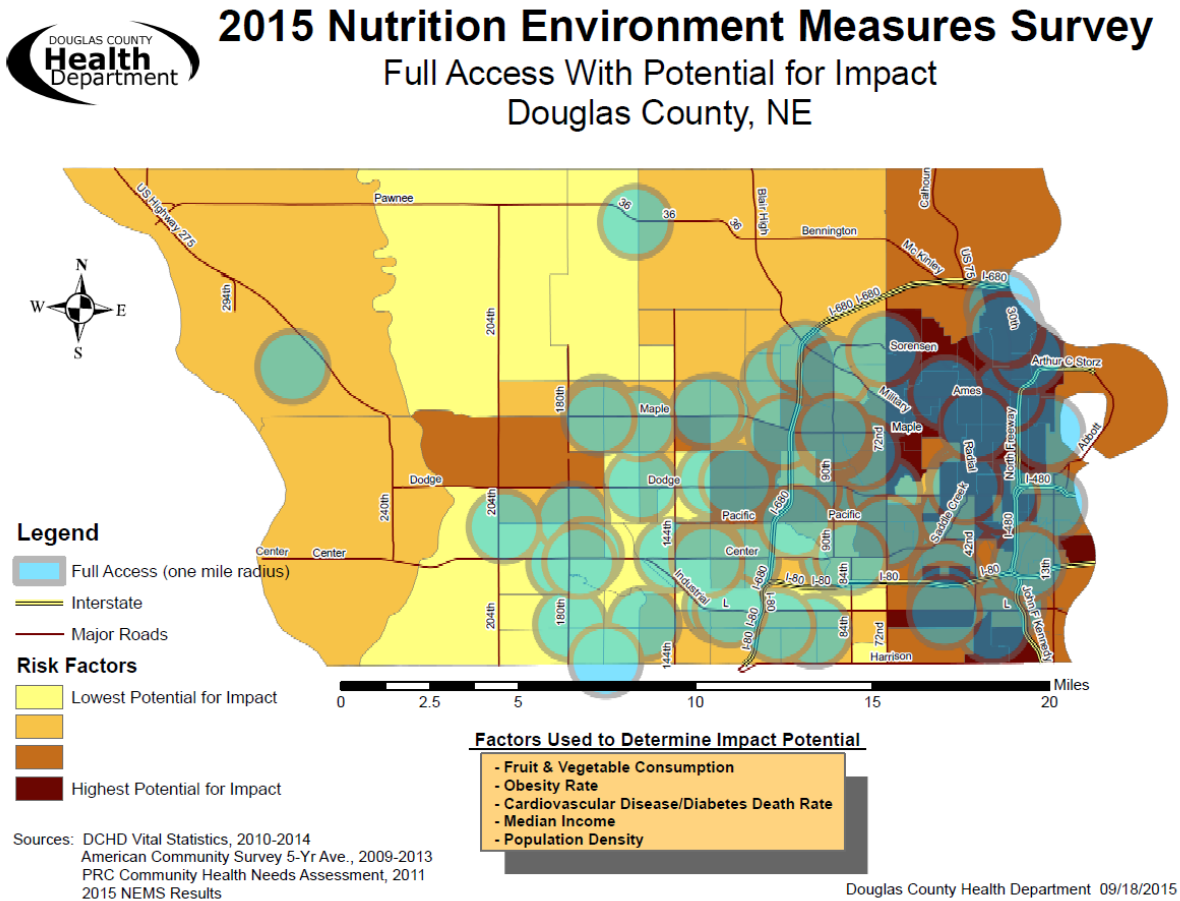 DOUGLAS COUNTY
Health
Department
2015 Nutrition Environment Measures Survey
Full Access With Potential for Impact
Douglas County, NE
N
W
E
S
US Highway 275
Pawnee
36
36
36
Blair High
Bennington
Calhoun
Mc Kinley
US 75
I-680
I-680
I-680
294th
204th
30th
Sorensen
Arthur C Storz
180th
Maple
Military
Ames
Maple
72nd
Radial
North Freeway
Abbott
240th
Dodge
204th
Dodge
90th
I-680
Saddle Creek
I-480
144th
Pacific
Pacific
90th
42nd
I-480
Center
Center
Center
Industrial
I-680
I-80
I-80
84th
I-80
I-80
13th
204th
180th
L
I-80
I-80
I-80
84th
72nd
L
John F Kennedy
144th
Harrison
Legend
Full Access (one mile radius)
Interstate
Major Roads
Risk Factors
Lowest Potential for Impact
Highest Potential for Impact
0
2.5
5
10
15
20
Miles
Factors Used to Determine Impact Potential
- Fruit & Vegetable Consumption
- Obesity Rate
- Cardiovascular Disease/Diabetes Death Rate
- Median Income
- Population Density
Sources: DCHD Vital Statistics, 2010-2014
American Community Survey 5-Yr Ave., 2009-2013
PRC Community Health Needs Assessment, 2011
2015 NEMS Results
Douglas County Health Department 09/18/2015